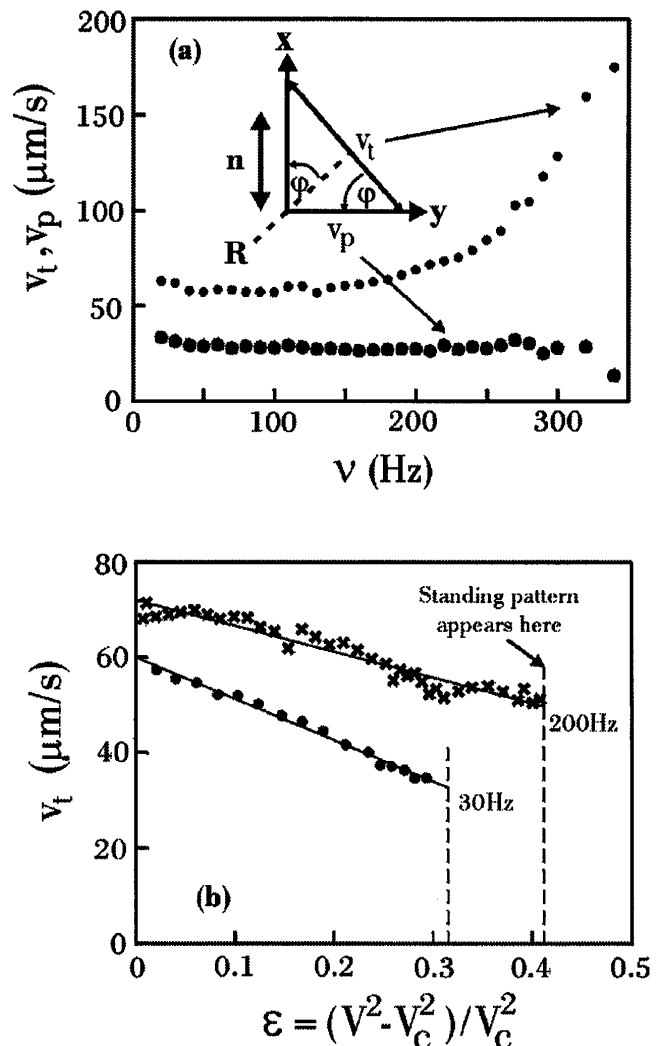 200
(a)
x
150
v_t
n
φ
φ
100
y
R
v_p
50
0
v_t, v_p (μm/s)
0
100
200
300
ν (Hz)
80
Standing pattern
appears here
60
200Hz
40
30Hz
20
(b)
0
v_t (μm/s)
0
0.1
0.2
0.3
0.4
0.5
ε = (V²-V_c²)/V_c²